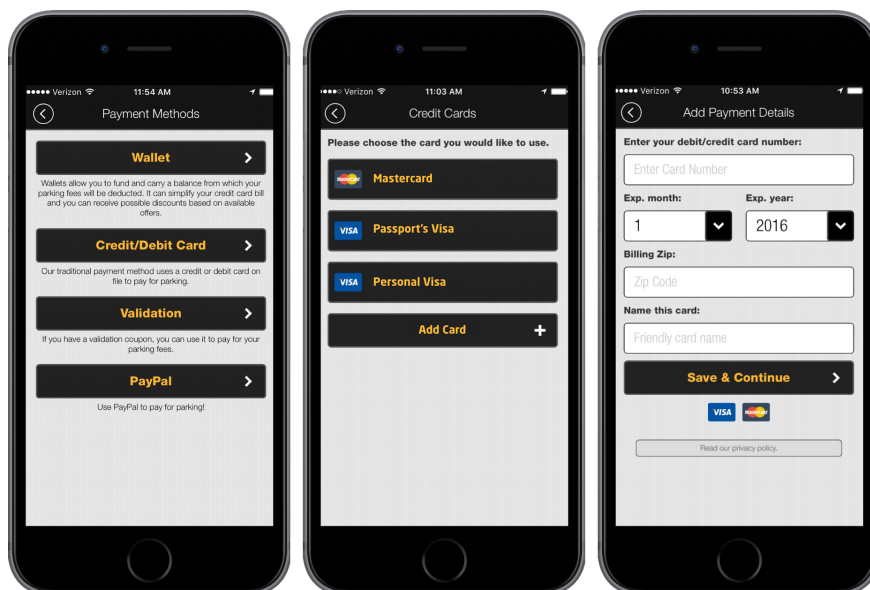 Verizon 11:54 AM
Payment Methods
Wallet
Wallets allow you to fund and carry a balance from which your
parking fees will be deducted. It can simplify your credit card bill
and you can receive possible discounts based on available
offers.
Credit/Debit Card
Our traditional payment method uses a credit or debit card on
file to pay for parking.
Validation
If you have a validation coupon, you can use it to pay for your
parking fees.
PayPal
Use PayPal to pay for parking!
Verizon 11:03 AM
Credit Cards
Please choose the card you would like to use.
MasterCard Mastercard
VISA Passport's Visa
VISA Personal Visa
Add Card
Verizon 10:53 AM
Add Payment Details
Enter your debit/credit card number:
Enter Card Number
Exp. month: Exp. year:
1 2016
Billing Zip:
Zip Code
Name this card:
Friendly card name
Save & Continue
VISA MasterCard
Read our privacy policy.